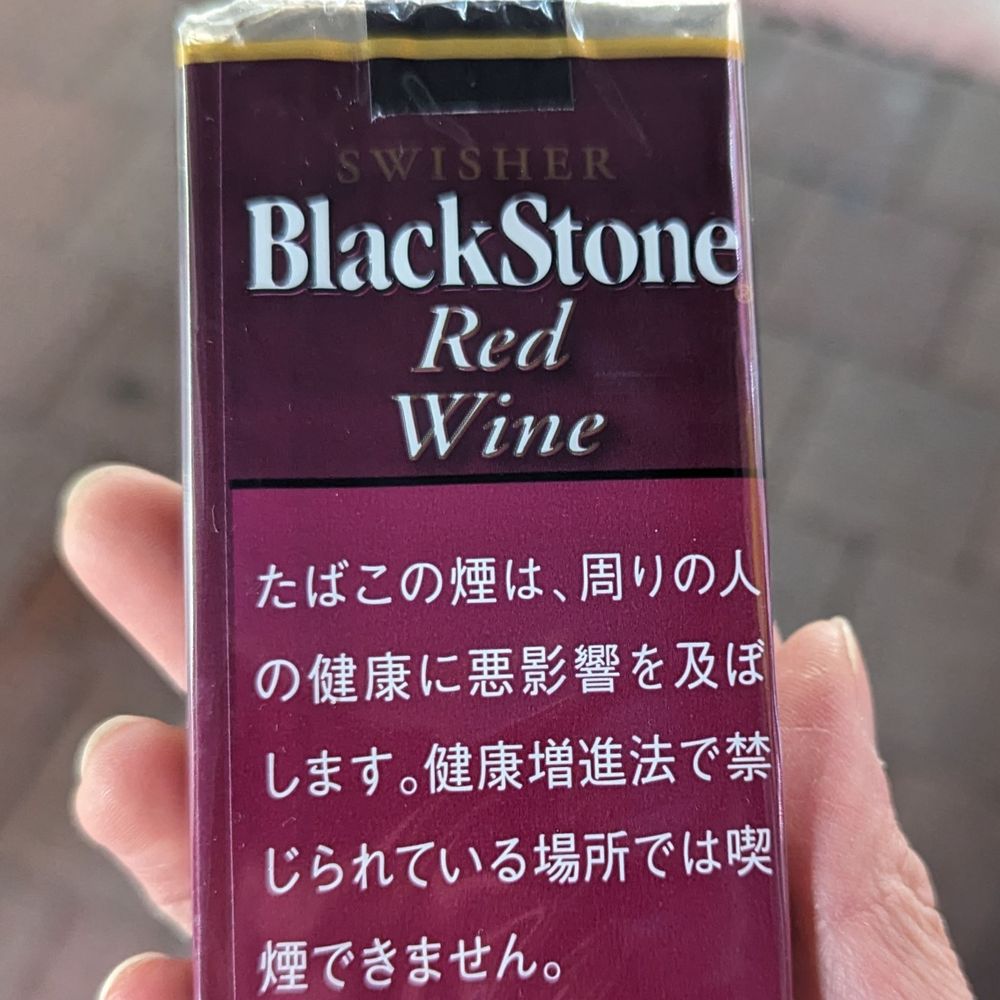 SWISHER
BlackStone
Red
Wine
たばこの煙は、周りの人
の健康に悪影響を及ぼ
します。健康増進法で禁
じられている場所では喫
煙できません。